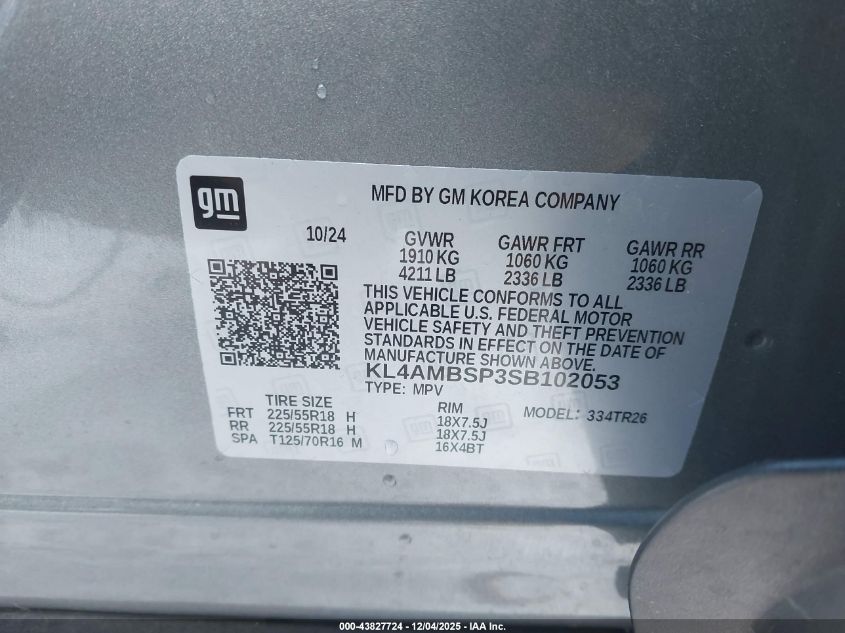 gm
MFD BY GM KOREA COMPANY
10/24
GVWR
1910 KG
4211 LB
GAWR FRT
1060 KG
2336 LB
GAWR RR
1060 KG
2336 LB
THIS VEHICLE CONFORMS TO ALL
APPLICABLE U.S. FEDERAL MOTOR
VEHICLE SAFETY AND THEFT PREVENTION
STANDARDS IN EFFECT ON THE DATE OF
MANUFACTURE SHOWN ABOVE.
KL4AMBSP3SB102053
TYPE: MPV
TIRE SIZE
FRT 225/55R18 H
RR 225/55R18 H
SPA T125/70R16 M
RIM
18X7.5J
18X7.5J
16X4BT
MODEL: 334TR26
000-43827724 - 12/04/2025 - IAA Inc.